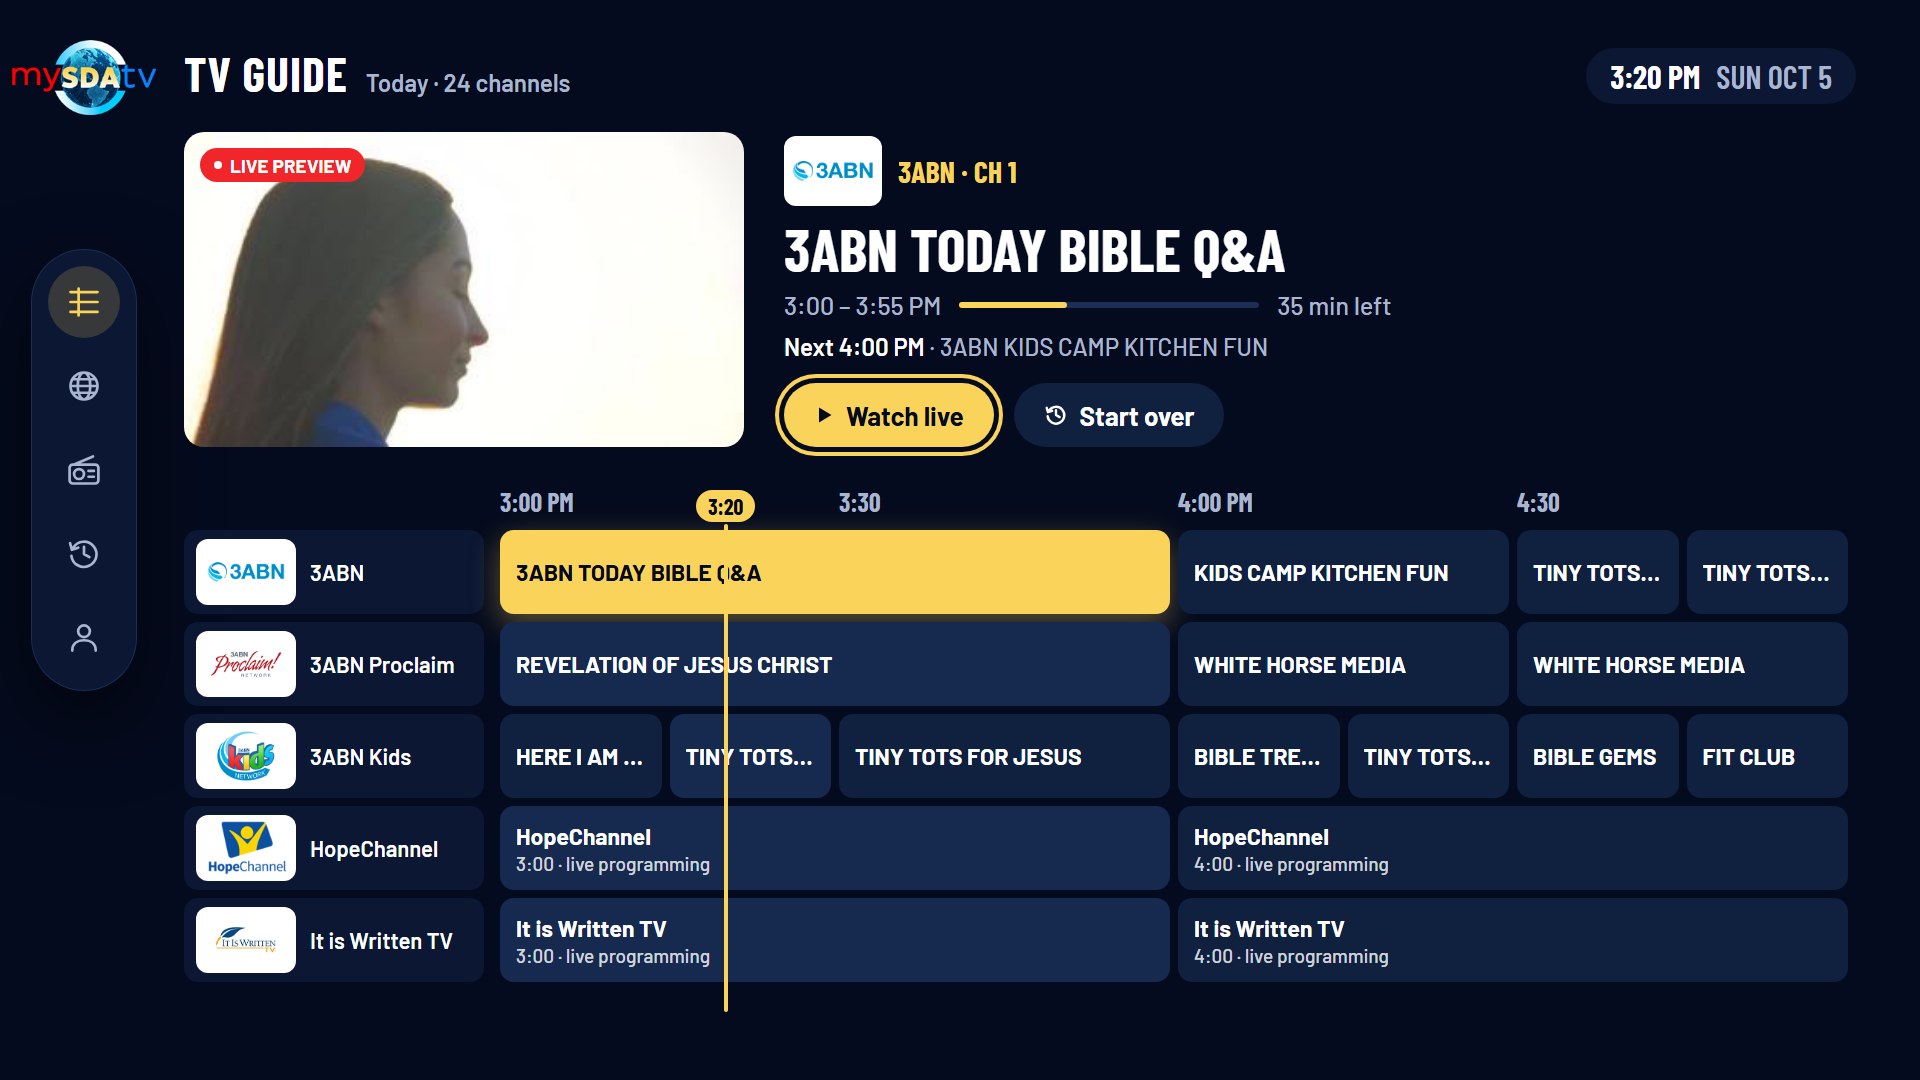 mySDAtv
TV GUIDE Today · 24 channels
3:20 PM SUN OCT 5
LIVE PREVIEW
3ABN
3ABN · CH 1
3ABN TODAY BIBLE Q&A
3:00 – 3:55 PM 35 min left
Next 4:00 PM · 3ABN KIDS CAMP KITCHEN FUN
Watch live Start over
3:00 PM 3:20 3:30 4:00 PM 4:30
3ABN 3ABN 3ABN TODAY BIBLE Q&A KIDS CAMP KITCHEN FUN TINY TOTS... TINY TOTS...
3ABN Proclaim! NETWORK 3ABN Proclaim REVELATION OF JESUS CHRIST WHITE HORSE MEDIA WHITE HORSE MEDIA
3ABN kids NETWORK 3ABN Kids HERE I AM ... TINY TOTS... TINY TOTS FOR JESUS BIBLE TRE... TINY TOTS... BIBLE GEMS FIT CLUB
HopeChannel HopeChannel HopeChannel HopeChannel
3:00 · live programming 4:00 · live programming
IT IS WRITTEN TV It is Written TV It is Written TV It is Written TV
3:00 · live programming 4:00 · live programming